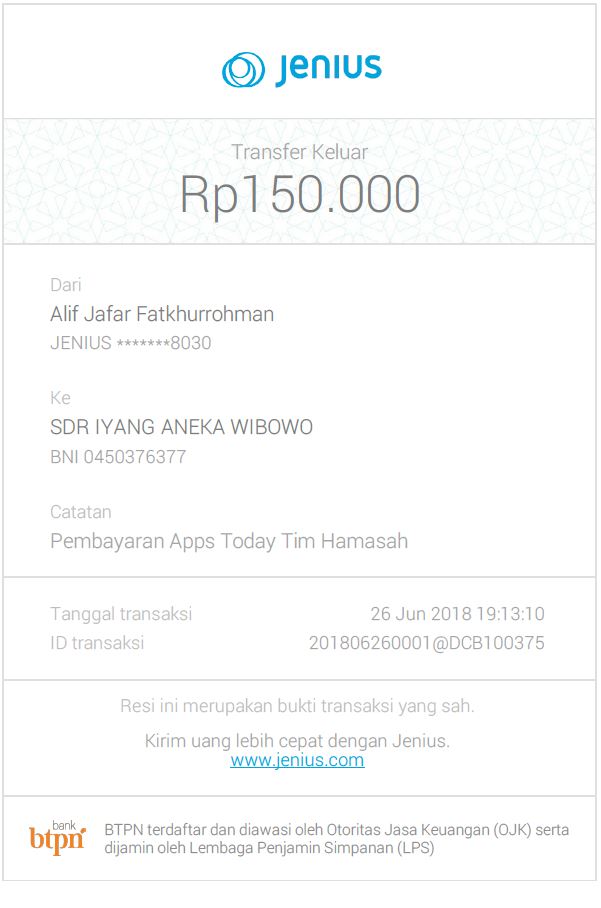 Jenius
Transfer Keluar
Rp150.000
Dari
Alif Jafar Fatkhurrohman
JENIUS *******8030
Ke
SDR IYANG ANEKA WIBOWO
BNI 0450376377
Catatan
Pembayaran Apps Today Tim Hamasah
Tanggal transaksi 26 Jun 2018 19:13:10
ID transaksi 201806260001@DCB100375
Resi ini merupakan bukti transaksi yang sah.
Kirim uang lebih cepat dengan Jenius.
www.jenius.com
bank
btpn
BTPN terdaftar dan diawasi oleh Otoritas Jasa Keuangan (OJK) serta
dijamin oleh Lembaga Penjamin Simpanan (LPS)